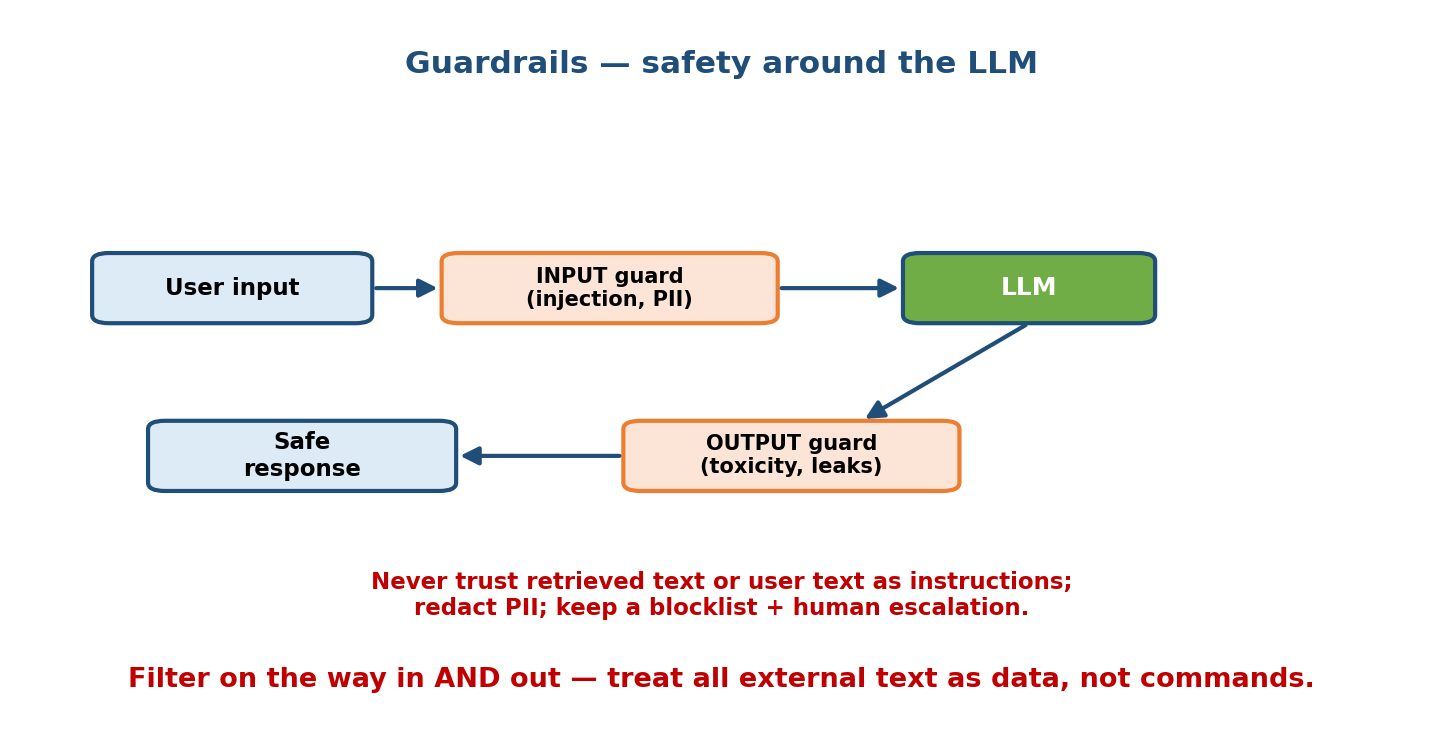 Guardrails — safety around the LLM
User input
INPUT guard
(injection, PII)
LLM
Safe
response
OUTPUT guard
(toxicity, leaks)
Never trust retrieved text or user text as instructions;
redact PII; keep a blocklist + human escalation.
Filter on the way in AND out — treat all external text as data, not commands.